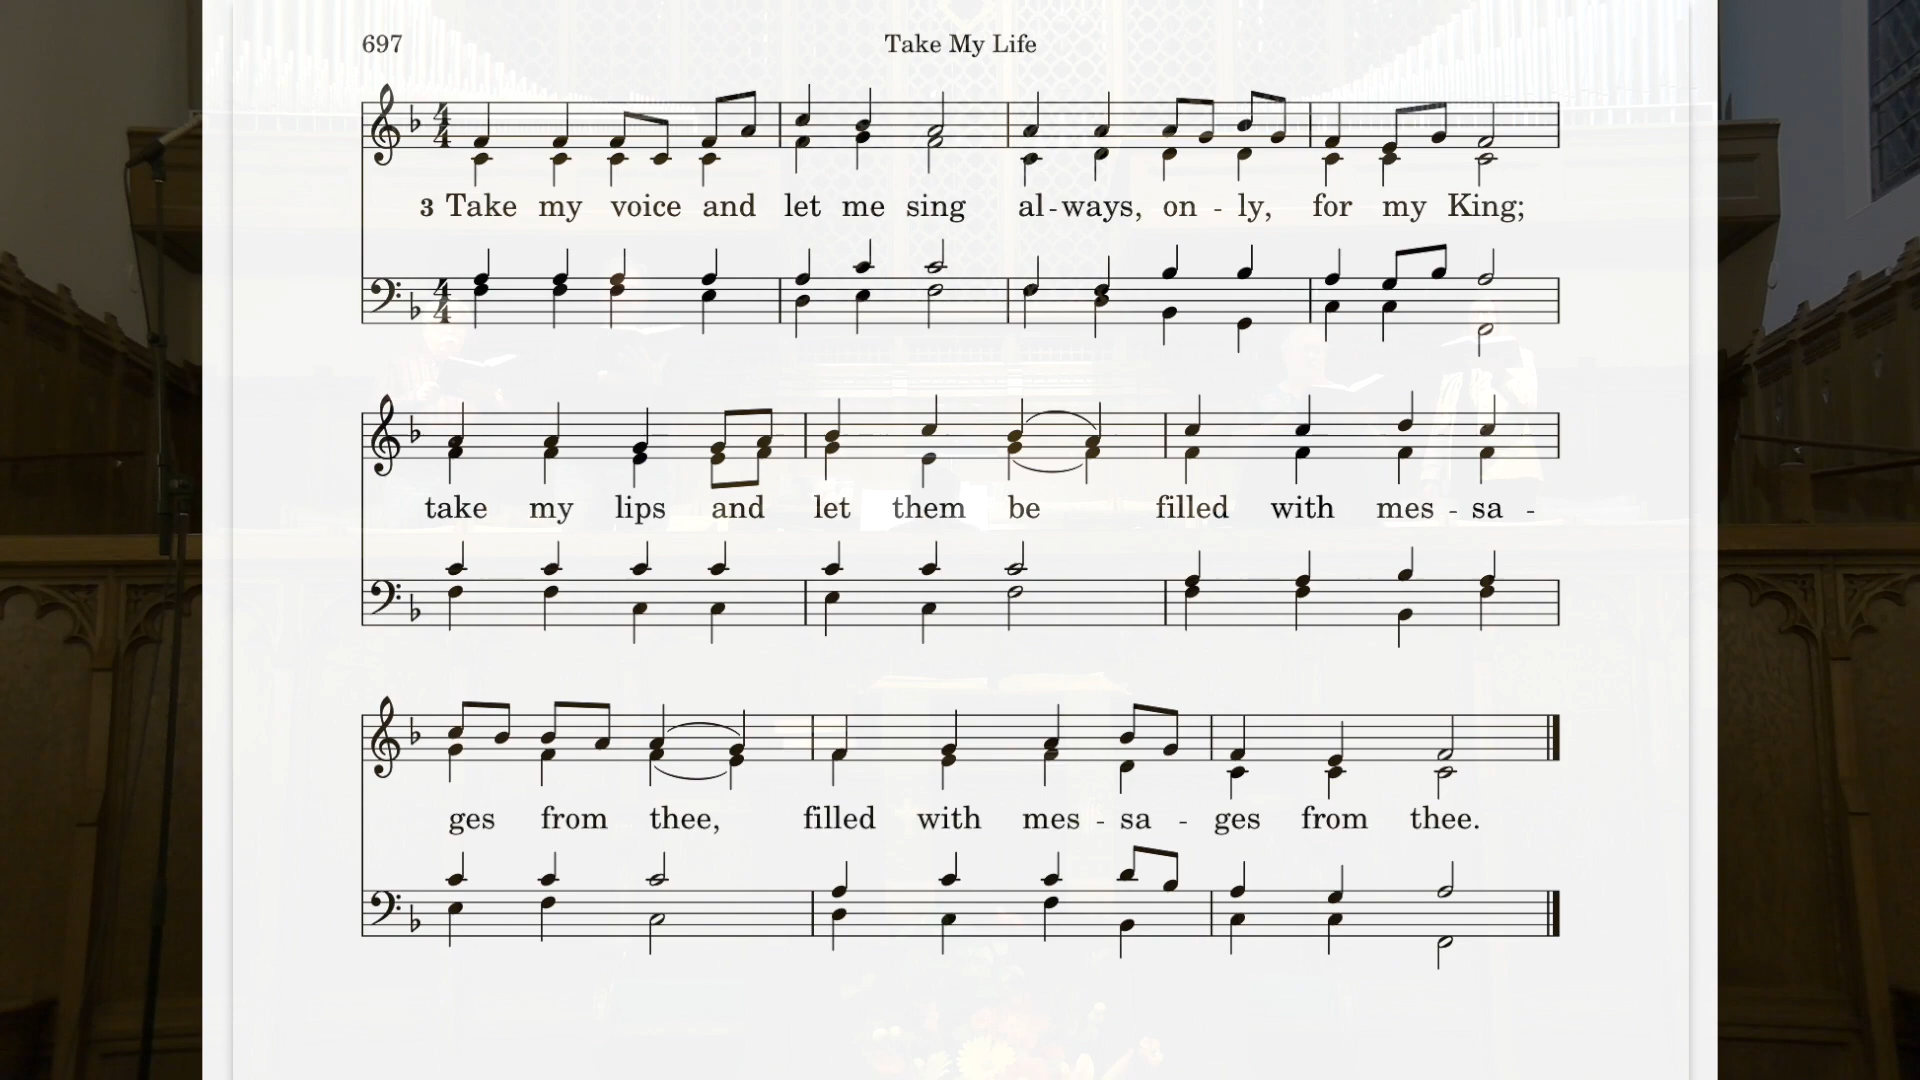 697 Take My Life
3 Take my voice and let me sing al - ways, on - ly, for my King;
take my lips and let them be filled with mes - sa -
ges from thee, filled with mes - sa - ges from thee.